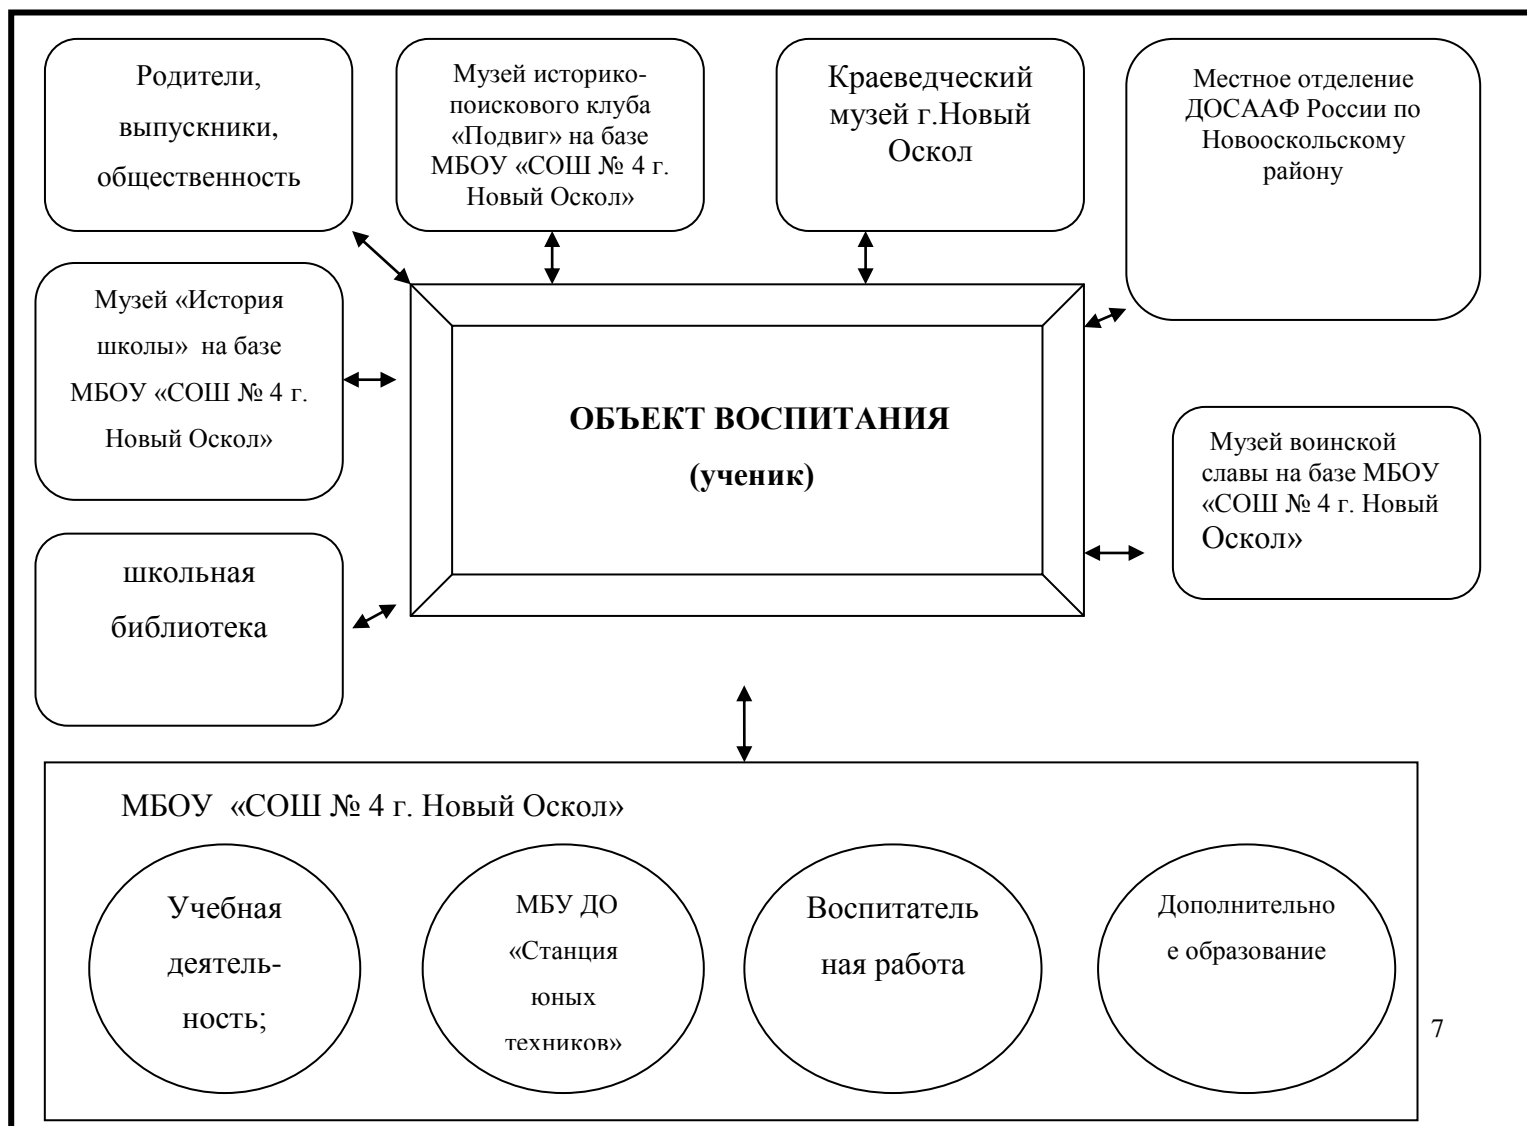 Родители,
выпускники,
общественность
Музей историко-
поискового клуба
«Подвиг» на базе
МБОУ «СОШ № 4 г.
Новый Оскол»
Краеведческий
музей г.Новый
Оскол
Местное отделение
ДОСААФ России по
Новооскольскому
району
Музей «История
школы» на базе
МБОУ «СОШ № 4 г.
Новый Оскол»
ОБЪЕКТ ВОСПИТАНИЯ
(ученик)
Музей воинской
славы на базе МБОУ
«СОШ № 4 г. Новый
Оскол»
школьная
библиотека
МБОУ «СОШ № 4 г. Новый Оскол»
Учебная
деятель-
ность;
МБУ ДО
«Станция
юных
техников»
Воспитатель
ная работа
Дополнительно
е образование
7